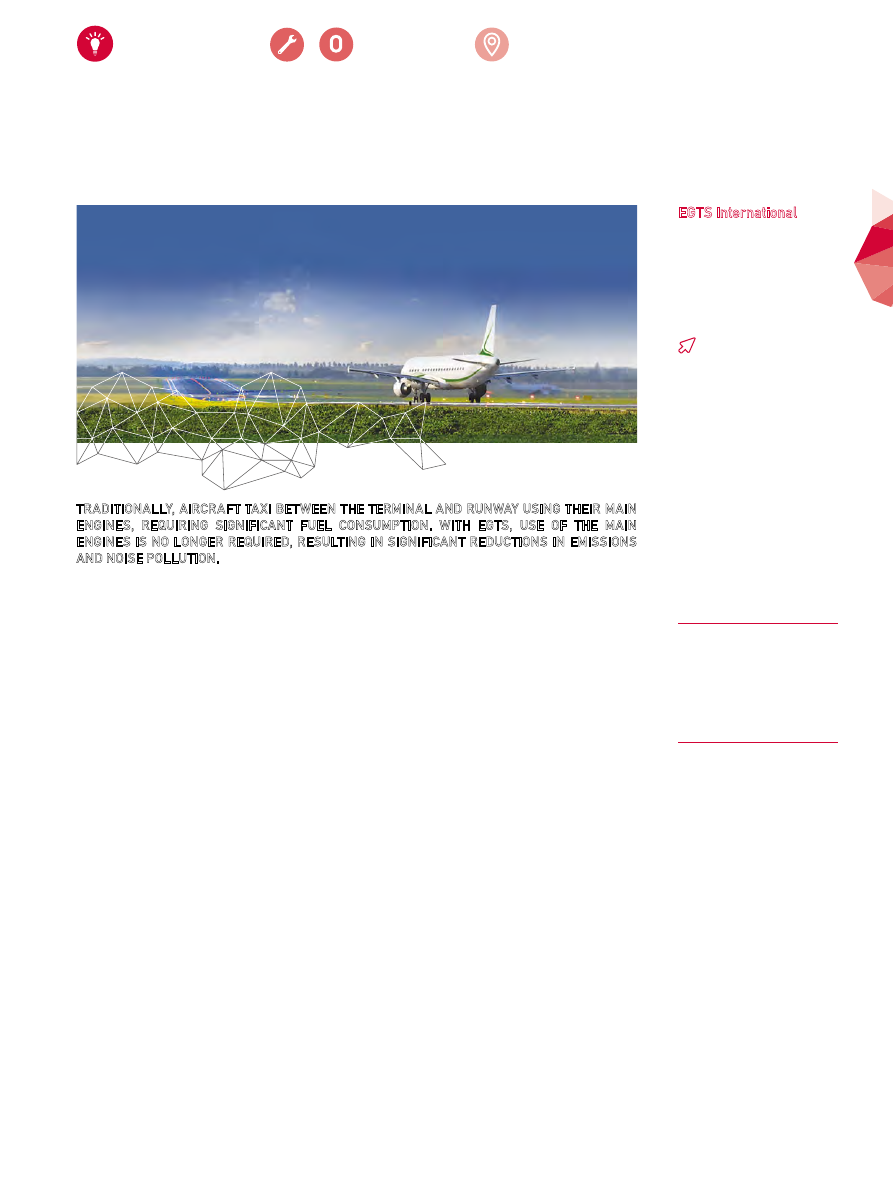 0
EGTS International
TRADITIONALLY, AIRCRAFT TAXI BETWEEN THE TERMINAL AND RUNWAY USING THEIR MAIN
ENGINES, REQUIRING SIGNIFICANT FUEL CONSUMPTION. WITH EGTS, USE OF THE MAIN
ENGINES IS NO LONGER REQUIRED, RESULTING IN SIGNIFICANT REDUCTIONS IN EMISSIONS
AND NOISE POLLUTION.